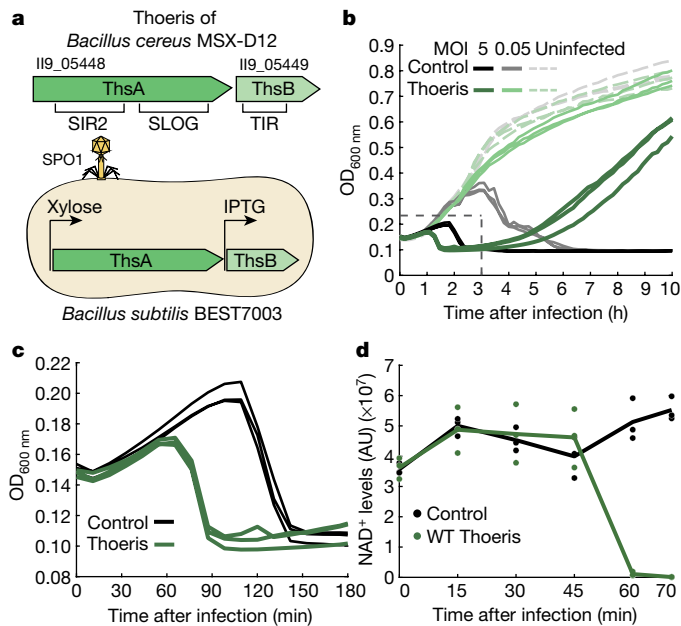 a
Thoeris of
Bacillus cereus MSX-D12
II9_05448
II9_05449
ThsA
ThsB
SIR2
SLOG
TIR
SPO1
Xylose
IPTG
ThsA
ThsB
Bacillus subtilis BEST7003
b
MOI 5 0.05 Uninfected
Control
Thoeris
OD600 nm
0.9
0.8
0.7
0.6
0.5
0.4
0.3
0.2
0.1
0
0 1 2 3 4 5 6 7 8 9 10
Time after infection (h)
c
OD600 nm
0.22
0.20
0.18
0.16
0.14
0.12
0.10
0.08
Control
Thoeris
0 30 60 90 120 150 180
Time after infection (min)
d
NAD+ levels (AU) (×10⁷)
7
6
5
4
3
2
1
0
Control
WT Thoeris
0 15 30 45 60 70
Time after infection (min)